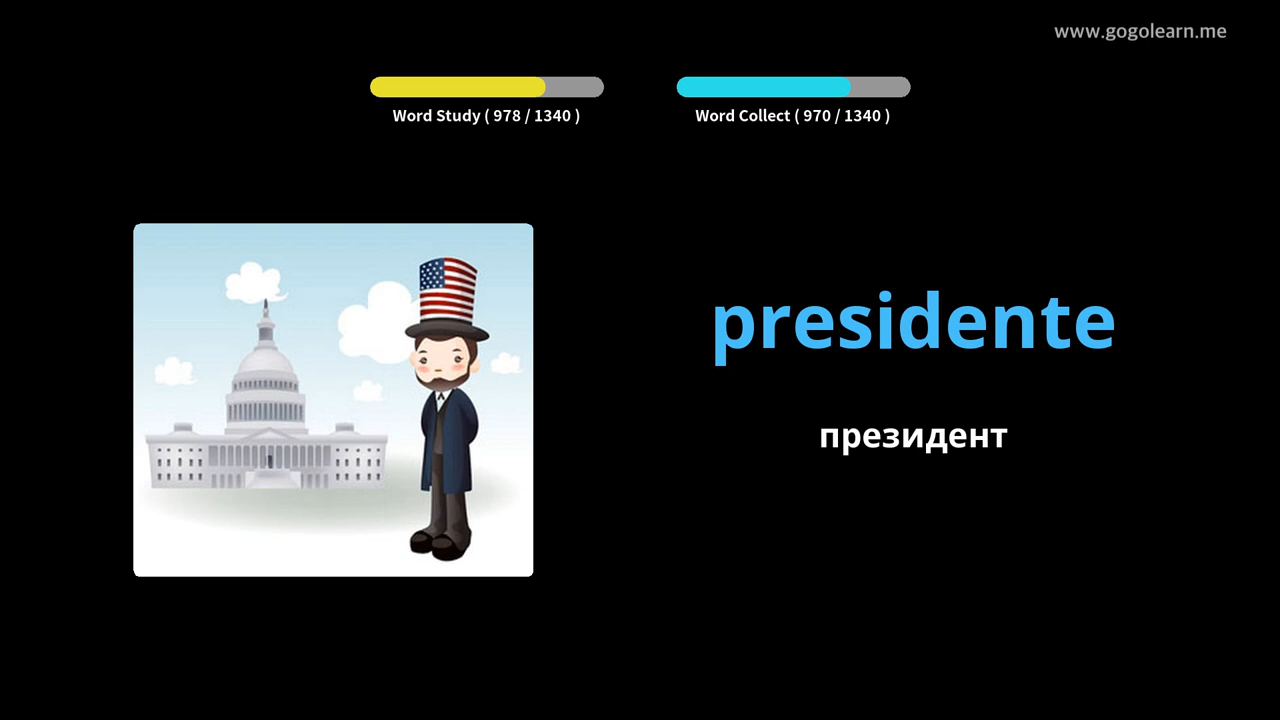 www.gogolearn.me
Word Study ( 978 / 1340 )
Word Collect ( 970 / 1340 )
presidente
президент